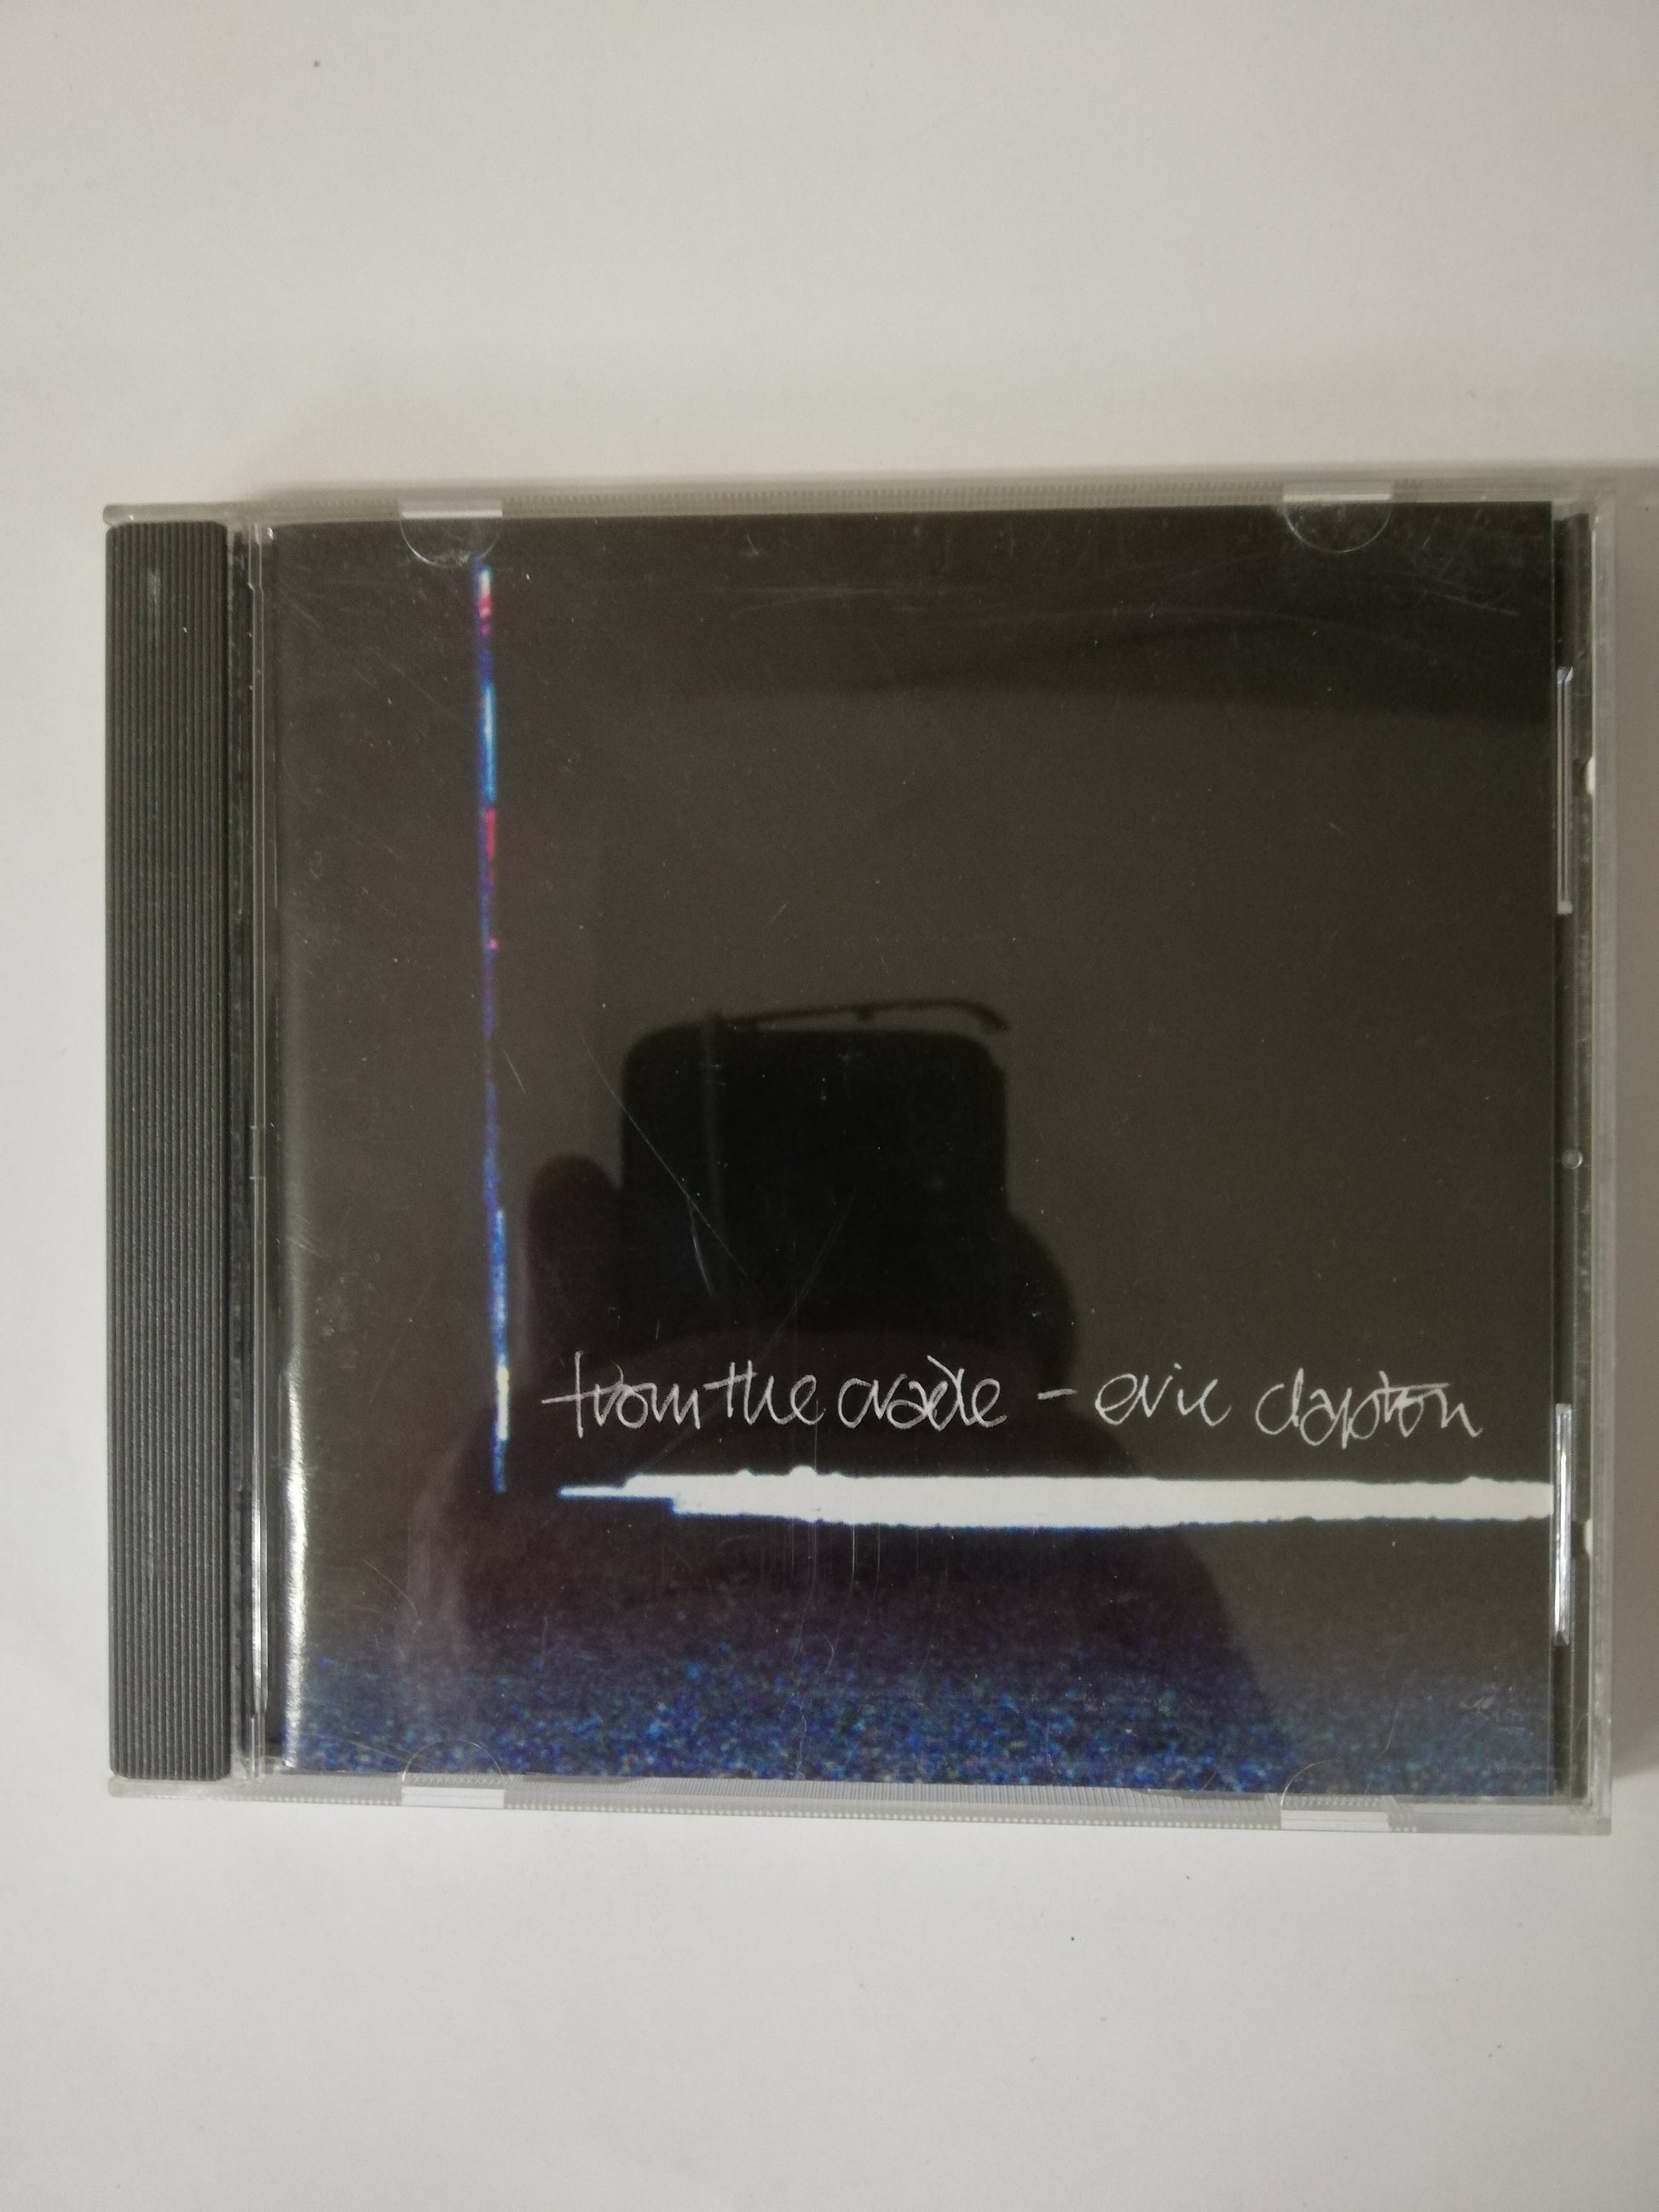 from the cradle - eric clapton